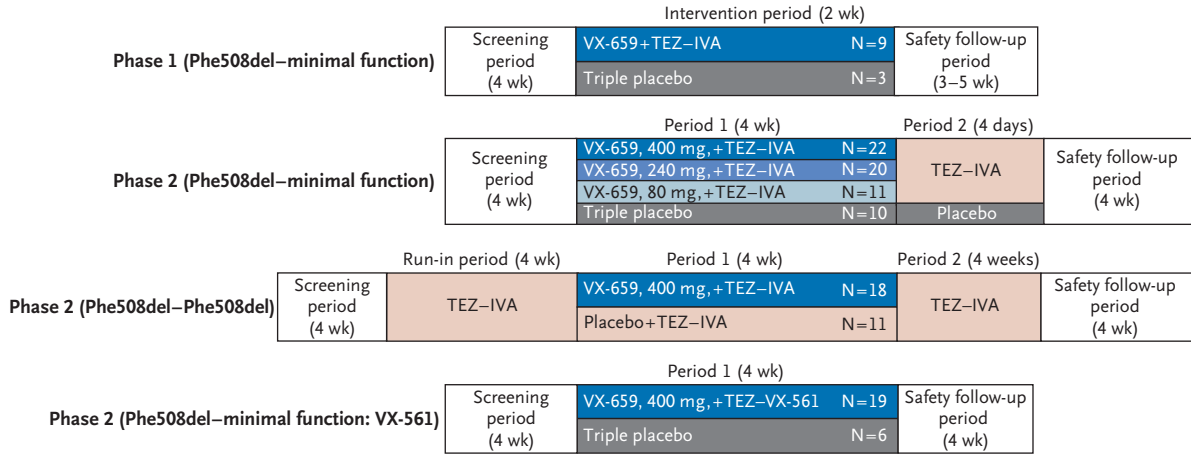 Intervention period (2 wk)
Phase 1 (Phe508del–minimal function)
Screening
period
(4 wk)
VX-659+TEZ–IVA N=9
Triple placebo N=3
Safety follow-up
period
(3–5 wk)
Period 1 (4 wk) Period 2 (4 days)
Phase 2 (Phe508del–minimal function)
Screening
period
(4 wk)
VX-659, 400 mg,+TEZ–IVA N=22
VX-659, 240 mg,+TEZ–IVA N=20
VX-659, 80 mg,+TEZ–IVA N=11
Triple placebo N=10
TEZ–IVA
Placebo
Safety follow-up
period
(4 wk)
Run-in period (4 wk) Period 1 (4 wk) Period 2 (4 weeks)
Phase 2 (Phe508del–Phe508del)
Screening
period
(4 wk)
TEZ–IVA
VX-659, 400 mg,+TEZ–IVA N=18
Placebo+TEZ–IVA N=11
TEZ–IVA
Safety follow-up
period
(4 wk)
Period 1 (4 wk)
Phase 2 (Phe508del–minimal function: VX-561)
Screening
period
(4 wk)
VX-659, 400 mg,+TEZ–VX-561 N=19
Triple placebo N=6
Safety follow-up
period
(4 wk)